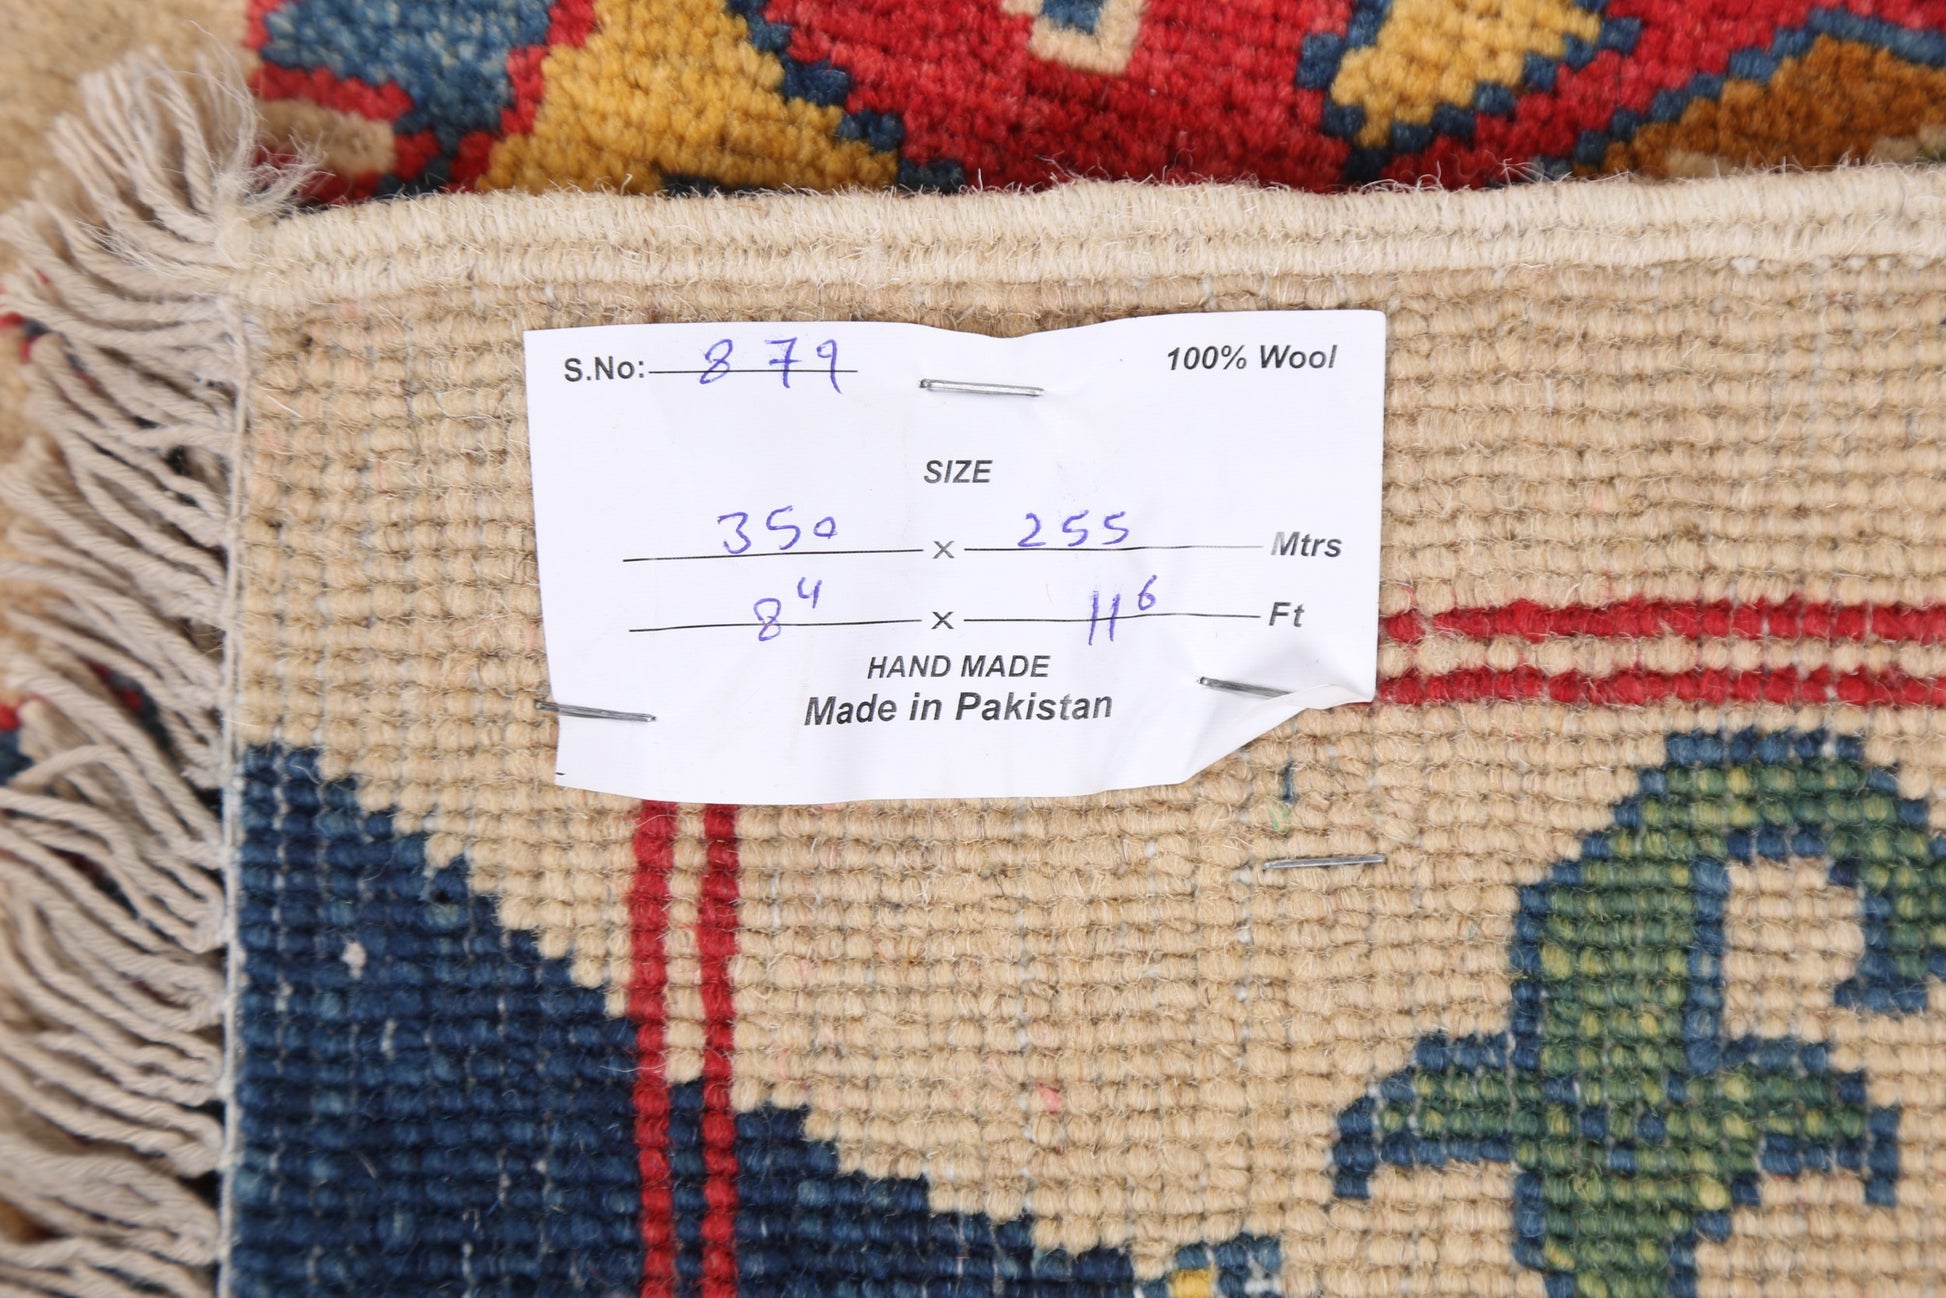 S.No: 879 100% Wool
SIZE
350 x 255 Mtrs
8⁴ x 11⁶ Ft
HAND MADE
Made in Pakistan